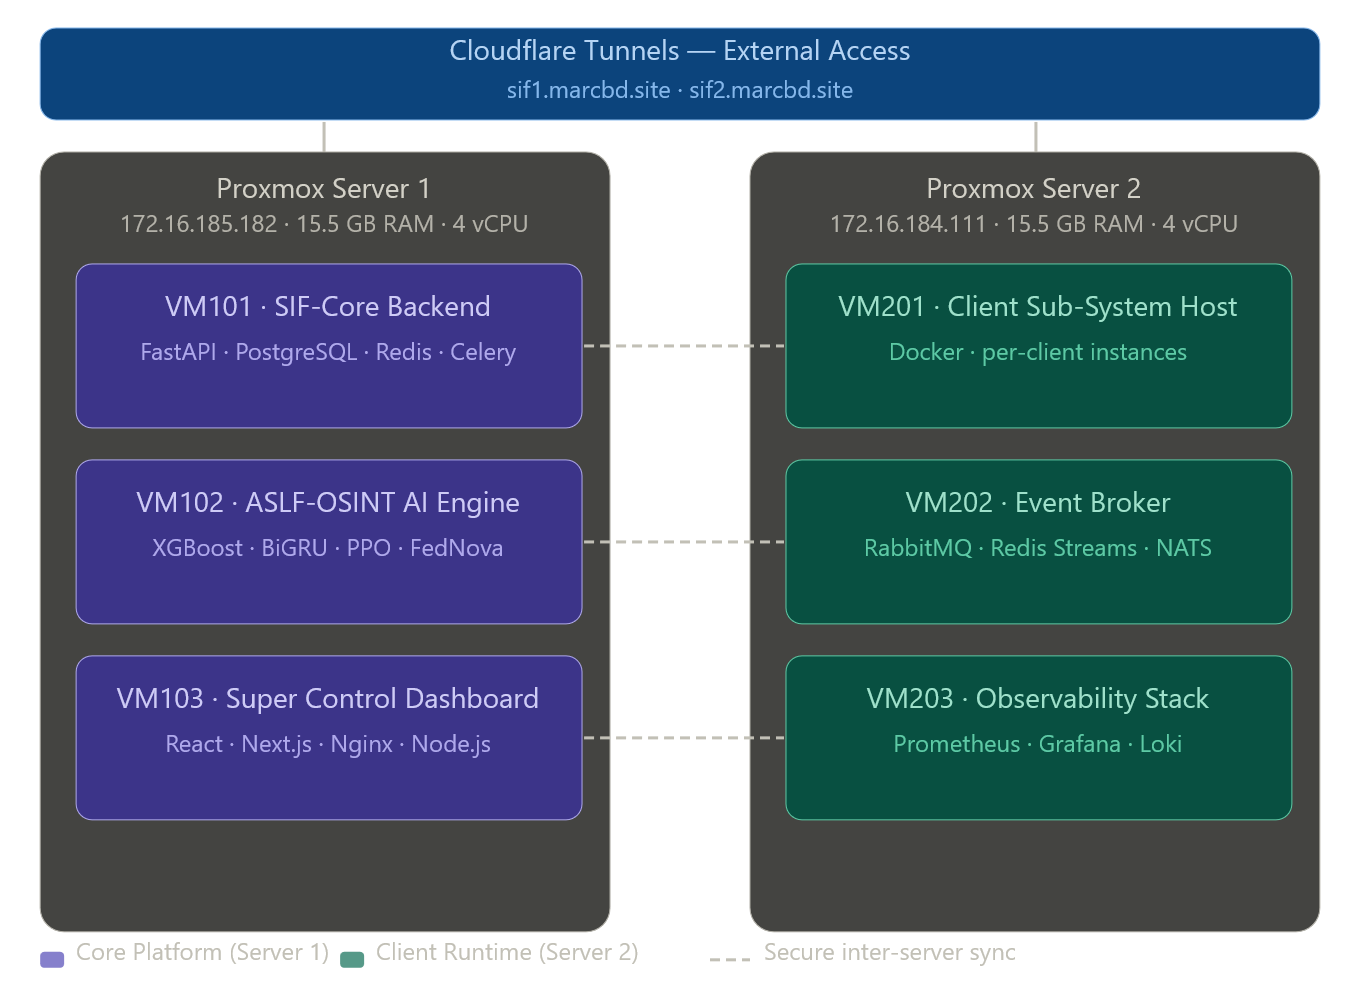 Cloudflare Tunnels — External Access
sif1.marcbd.site · sif2.marcbd.site
Proxmox Server 1
172.16.185.182 · 15.5 GB RAM · 4 vCPU
VM101 · SIF-Core Backend
FastAPI · PostgreSQL · Redis · Celery
VM102 · ASLF-OSINT AI Engine
XGBoost · BiGRU · PPO · FedNova
VM103 · Super Control Dashboard
React · Next.js · Nginx · Node.js
Proxmox Server 2
172.16.184.111 · 15.5 GB RAM · 4 vCPU
VM201 · Client Sub-System Host
Docker · per-client instances
VM202 · Event Broker
RabbitMQ · Redis Streams · NATS
VM203 · Observability Stack
Prometheus · Grafana · Loki
Core Platform (Server 1)
Client Runtime (Server 2)
Secure inter-server sync